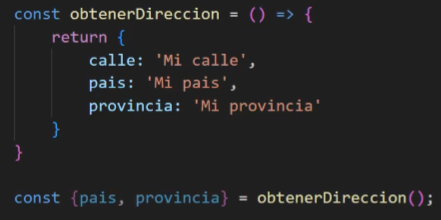 const obtenerDireccion = () => {
    return {
        calle: 'Mi calle',
        pais: 'Mi pais',
        provincia: 'Mi provincia'
    }
}
const {pais, provincia} = obtenerDireccion();